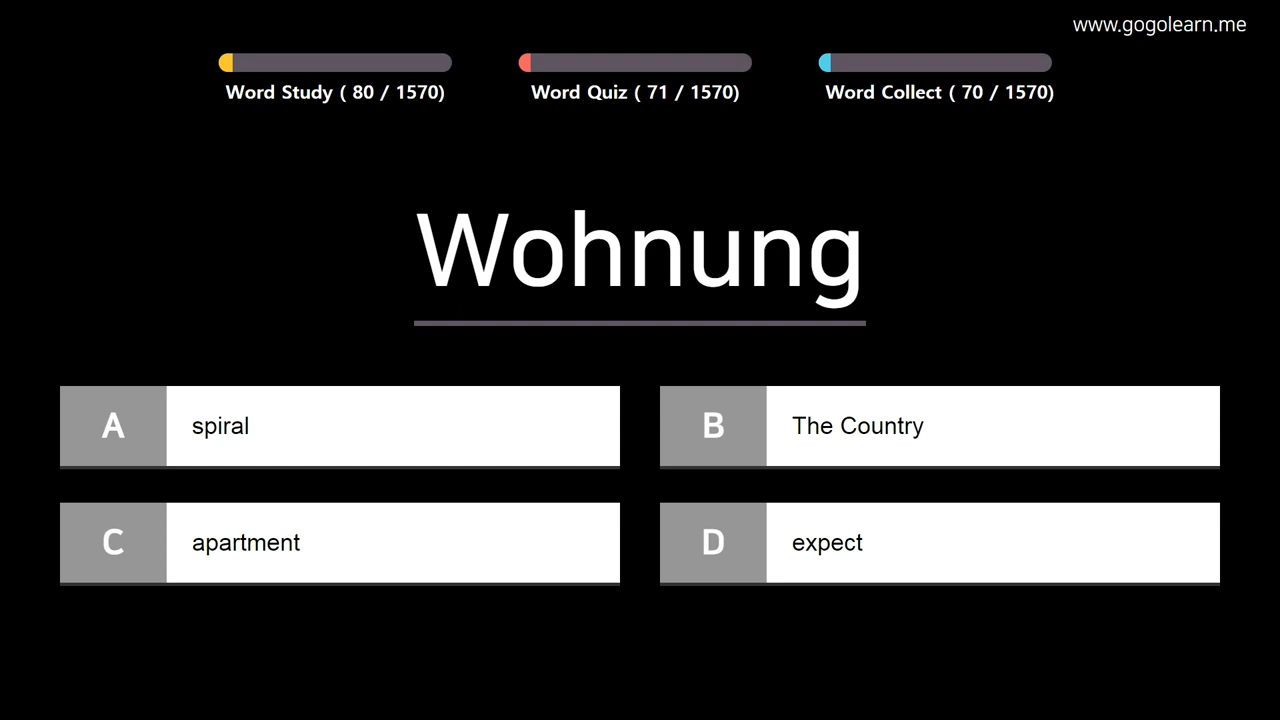 www.gogolearn.me
Word Study ( 80 / 1570)
Word Quiz ( 71 / 1570)
Word Collect ( 70 / 1570)
Wohnung
A spiral
B The Country
C apartment
D expect